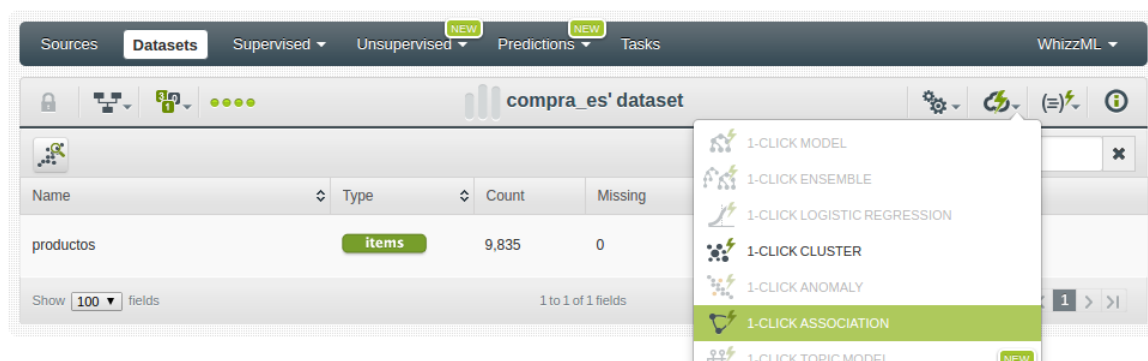 NEW NEW
Sources Datasets Supervised Unsupervised Predictions Tasks WhizzML
compra_es' dataset
1-CLICK MODEL
1-CLICK ENSEMBLE
Name Type Count Missing
1-CLICK LOGISTIC REGRESSION
productos items 9,835 0
1-CLICK CLUSTER
1-CLICK ANOMALY
Show 100 fields 1 to 1 of 1 fields 1
1-CLICK ASSOCIATION
1-CLICK TOPIC MODEL NEW